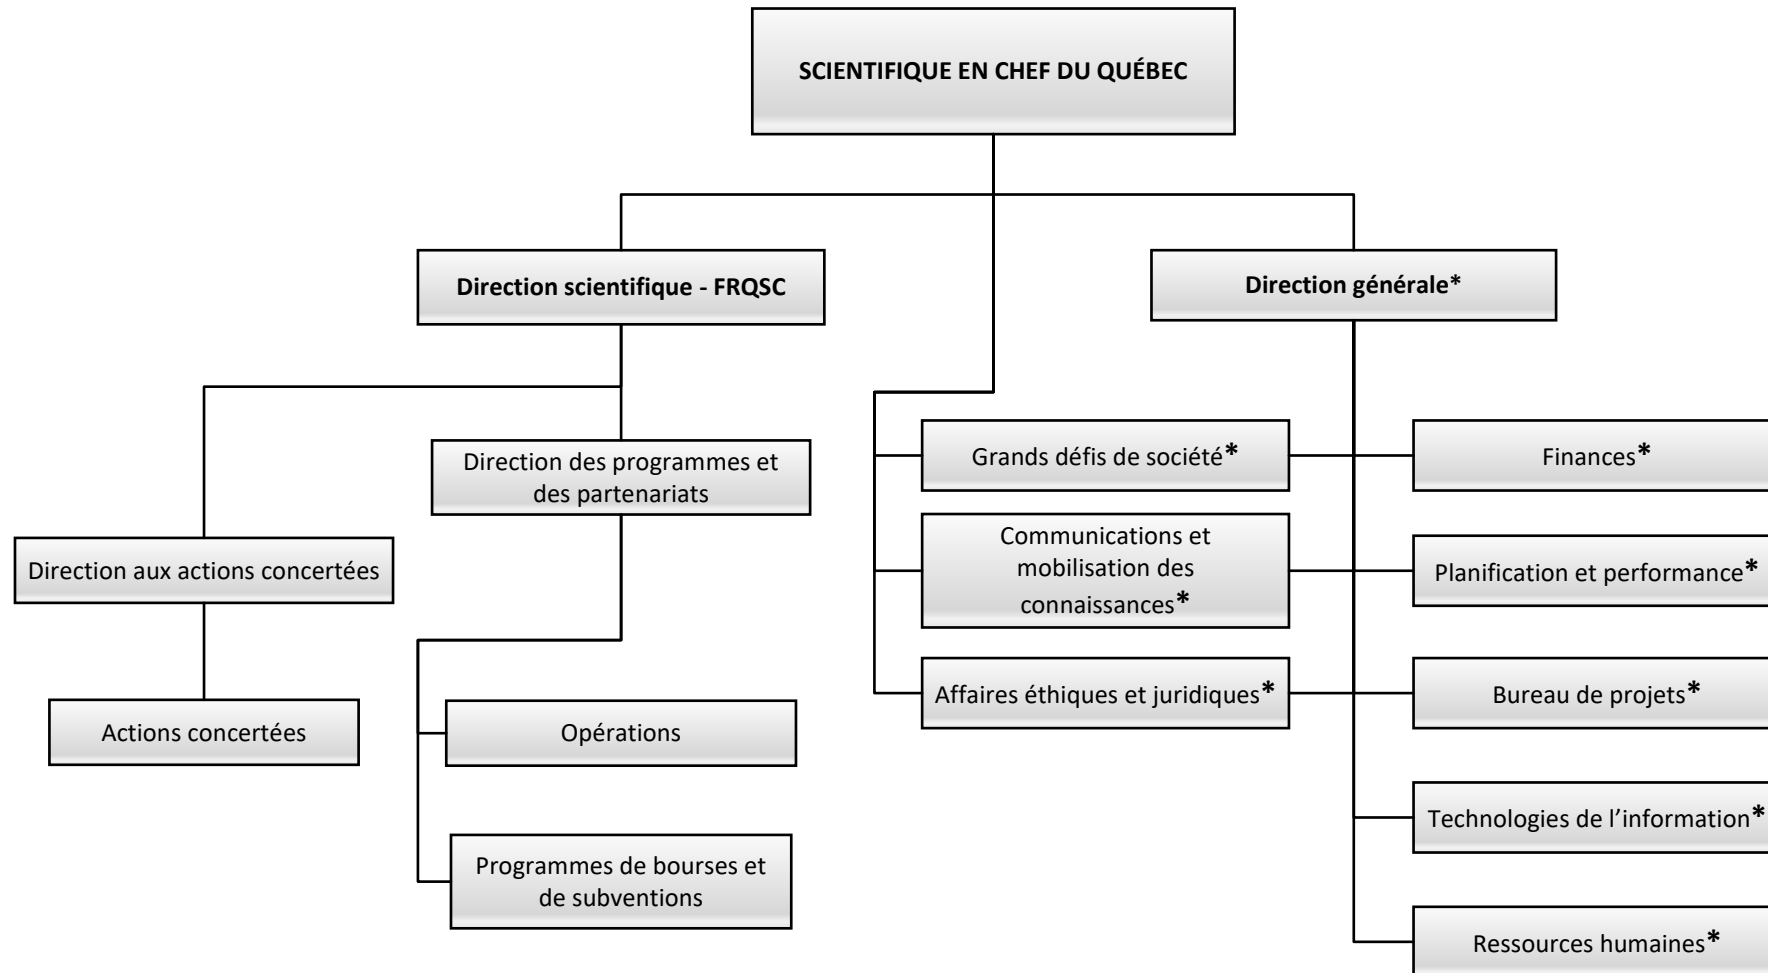 SCIENTIFIQUE EN CHEF DU QUÉBEC
Direction scientifique - FRQSC
Direction générale*
Direction des programmes et
des partenariats
Direction aux actions concertées
Actions concertées
Opérations
Programmes de bourses et
de subventions
Grands défis de société*
Communications et
mobilisation des
connaissances*
Affaires éthiques et juridiques*
Finances*
Planification et performance*
Bureau de projets*
Technologies de l’information*
Ressources humaines*